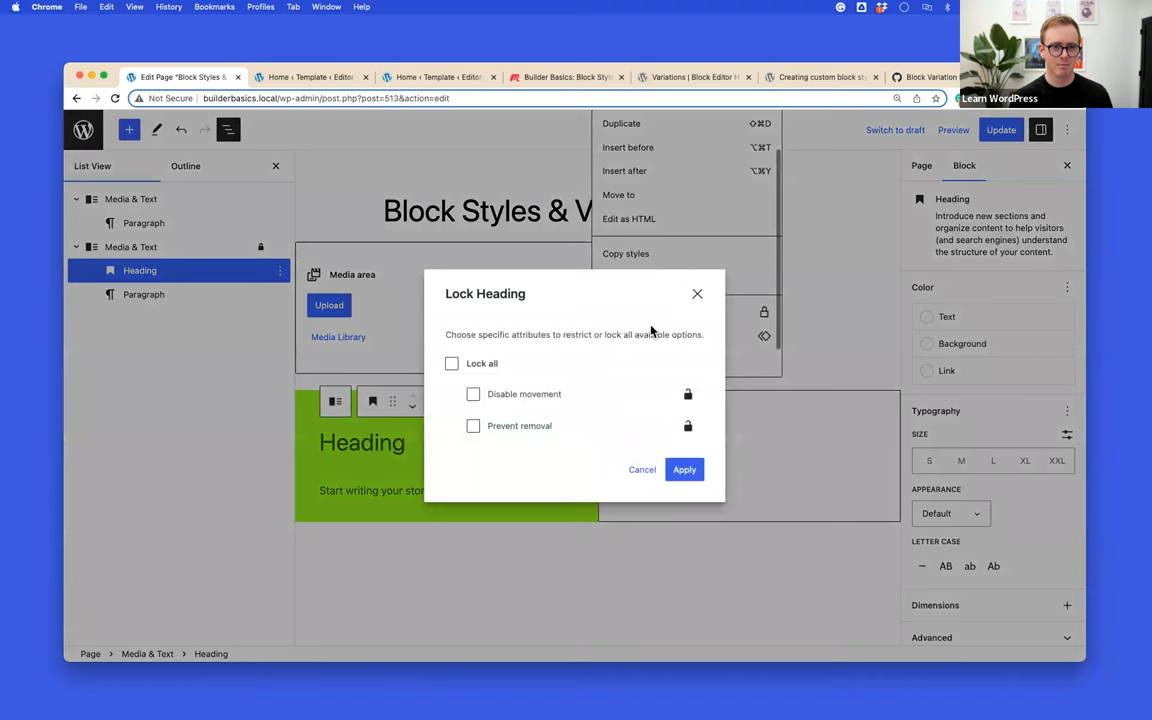 Chrome File Edit View History Bookmarks Profiles Tab Window Help
Edit Page "Block Styles &
Home ‹ Template ‹ Editor
Home ‹ Template ‹ Editor
Builder Basics: Block Style
Variations | Block Editor H
Creating custom block st
Block Variation
Not Secure builderbasics.local/wp-admin/post.php?post=513&action=edit
Learn WordPress
Switch to draft Preview Update
List View Outline
Media & Text
Paragraph
Media & Text
Heading
Paragraph
Block Styles & V
Media area
Upload
Media Library
Heading
Start writing your stor
Duplicate ⇧⌘D
Insert before ⌥⌘T
Insert after ⌥⌘Y
Move to
Edit as HTML
Copy styles
Lock Heading
Choose specific attributes to restrict or lock all available options.
Lock all
Disable movement
Prevent removal
Cancel Apply
Page Block
Heading
Introduce new sections and
organize content to help visitors
(and search engines) understand
the structure of your content.
Color
Text
Background
Link
Typography
SIZE
S M L XL XXL
APPEARANCE
Default
LETTER CASE
— AB ab Ab
Dimensions
Advanced
Page › Media & Text › Heading